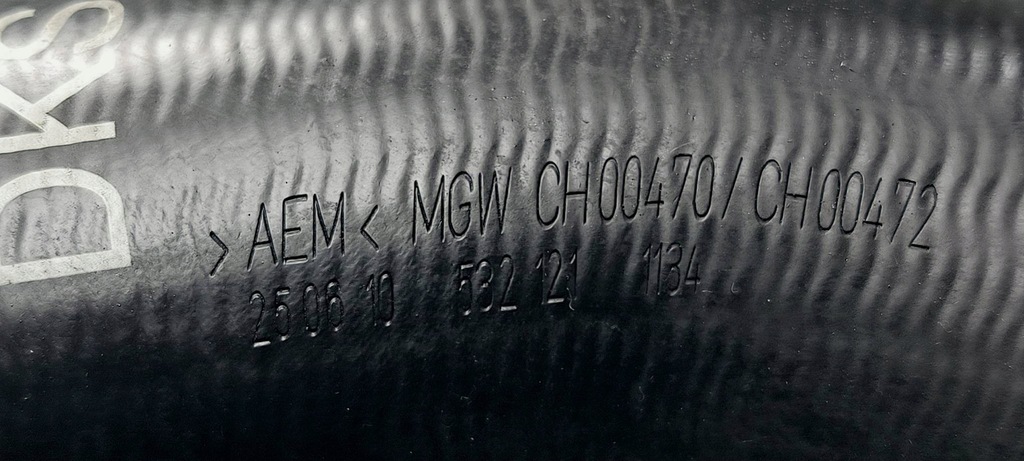 DKS
> AEM < MGW CH00470 / CH00472
25 06 10 532 121 1134